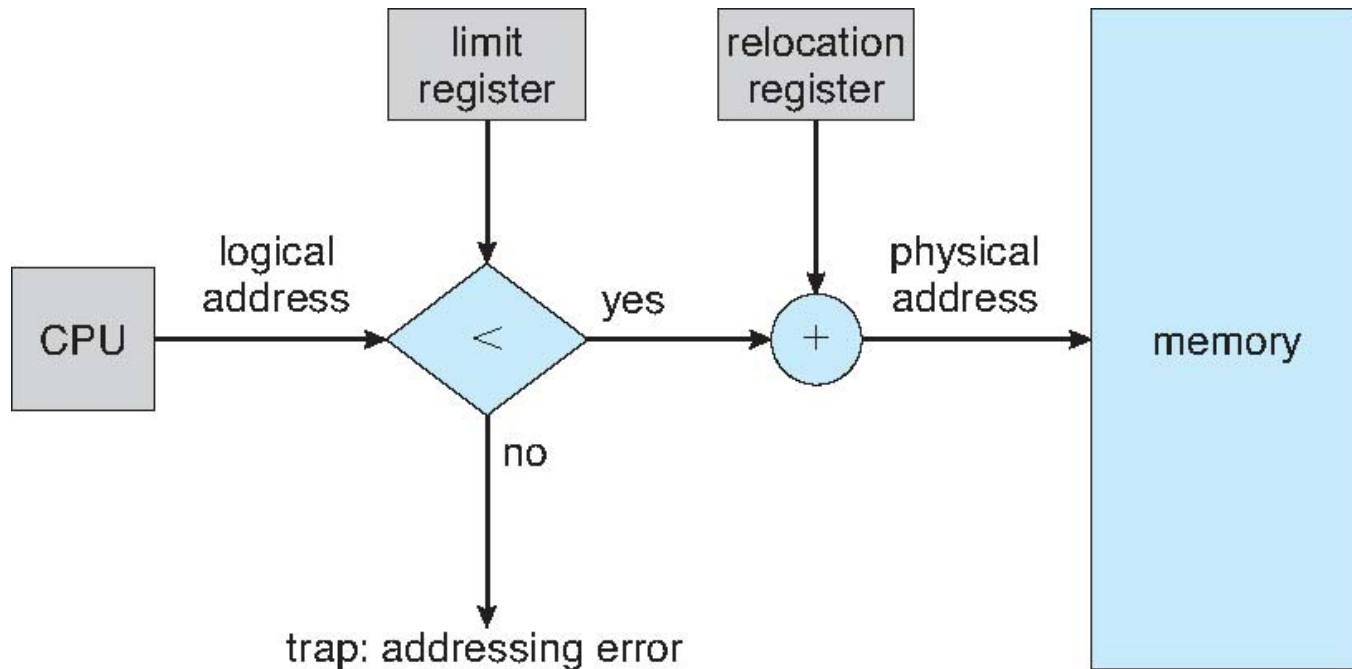 limit
register
relocation
register
logical
address
physical
address
CPU
<
yes
+
memory
no
trap: addressing error